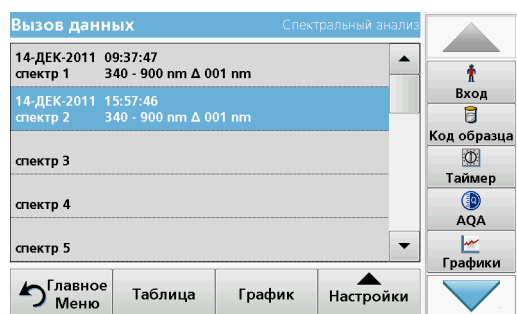 Вызов данных Спектральный анализ
14-ДЕК-2011 09:37:47
спектр 1 340 - 900 nm Δ 001 nm
14-ДЕК-2011 15:57:46
спектр 2 340 - 900 nm Δ 001 nm
спектр 3
спектр 4
спектр 5
Вход
Код образца
Таймер
AQA
Графики
Главное
Меню
Таблица
График
Настройки